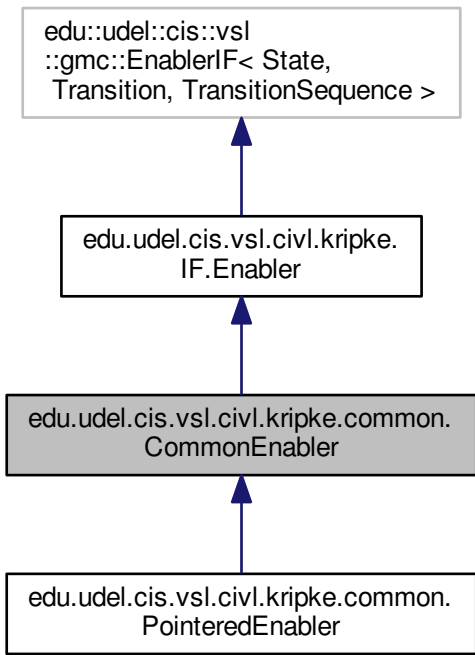 edu::udel::cis::vsl
::gmc::EnablerIF< State,
Transition, TransitionSequence >
edu.udel.cis.vsl.civl.kripke.
IF.Enabler
edu.udel.cis.vsl.civl.kripke.common.
CommonEnabler
edu.udel.cis.vsl.civl.kripke.common.
PointeredEnabler